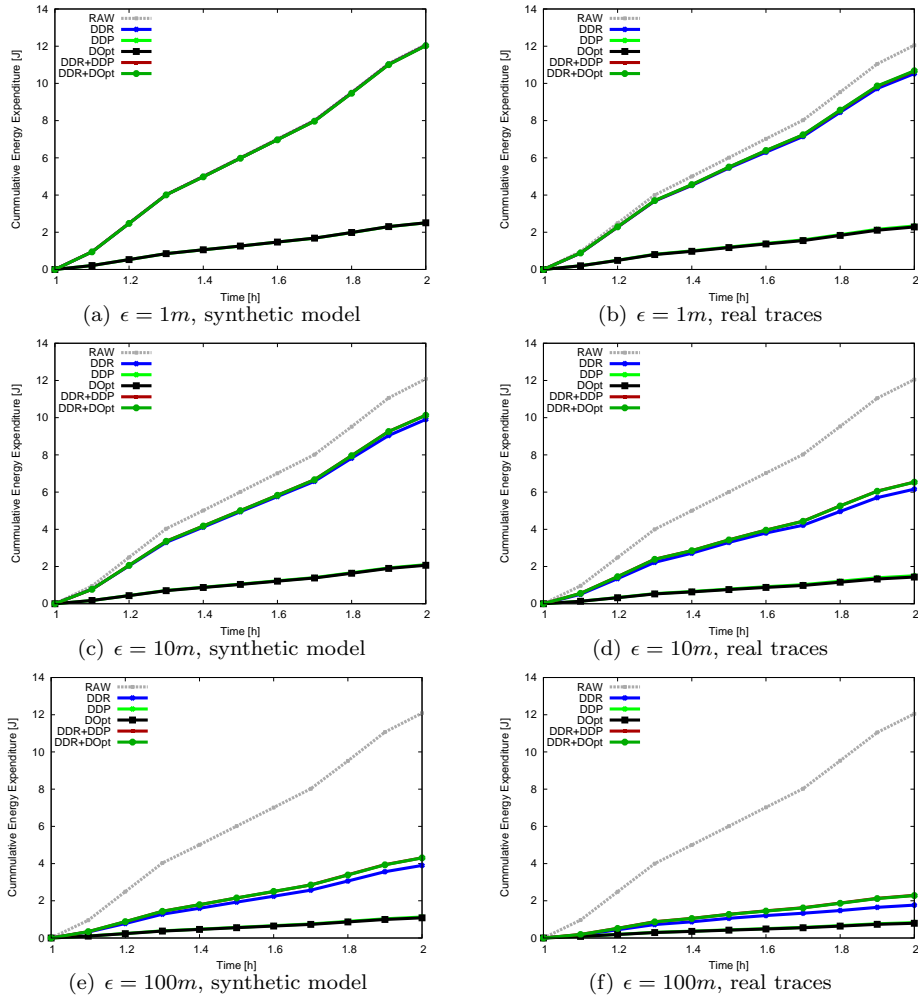 RAW
DDR
DDP
DOpt
DDR+DDP
DDR+DOpt
Cummulative Energy Expenditure [J]
14
12
10
8
6
4
2
0
1
1.2
1.4
1.6
1.8
2
Time [h]
(a) ϵ = 1m, synthetic model
RAW
DDR
DDP
DOpt
DDR+DDP
DDR+DOpt
Cummulative Energy Expenditure [J]
14
12
10
8
6
4
2
0
1
1.2
1.4
1.6
1.8
2
Time [h]
(b) ϵ = 1m, real traces
RAW
DDR
DDP
DOpt
DDR+DDP
DDR+DOpt
Cummulative Energy Expenditure [J]
14
12
10
8
6
4
2
0
1
1.2
1.4
1.6
1.8
2
Time [h]
(c) ϵ = 10m, synthetic model
RAW
DDR
DDP
DOpt
DDR+DDP
DDR+DOpt
Cummulative Energy Expenditure [J]
14
12
10
8
6
4
2
0
1
1.2
1.4
1.6
1.8
2
Time [h]
(d) ϵ = 10m, real traces
RAW
DDR
DDP
DOpt
DDR+DDP
DDR+DOpt
Cummulative Energy Expenditure [J]
14
12
10
8
6
4
2
0
1
1.2
1.4
1.6
1.8
2
Time [h]
(e) ϵ = 100m, synthetic model
RAW
DDR
DDP
DOpt
DDR+DDP
DDR+DOpt
Cummulative Energy Expenditure [J]
14
12
10
8
6
4
2
0
1
1.2
1.4
1.6
1.8
2
Time [h]
(f) ϵ = 100m, real traces